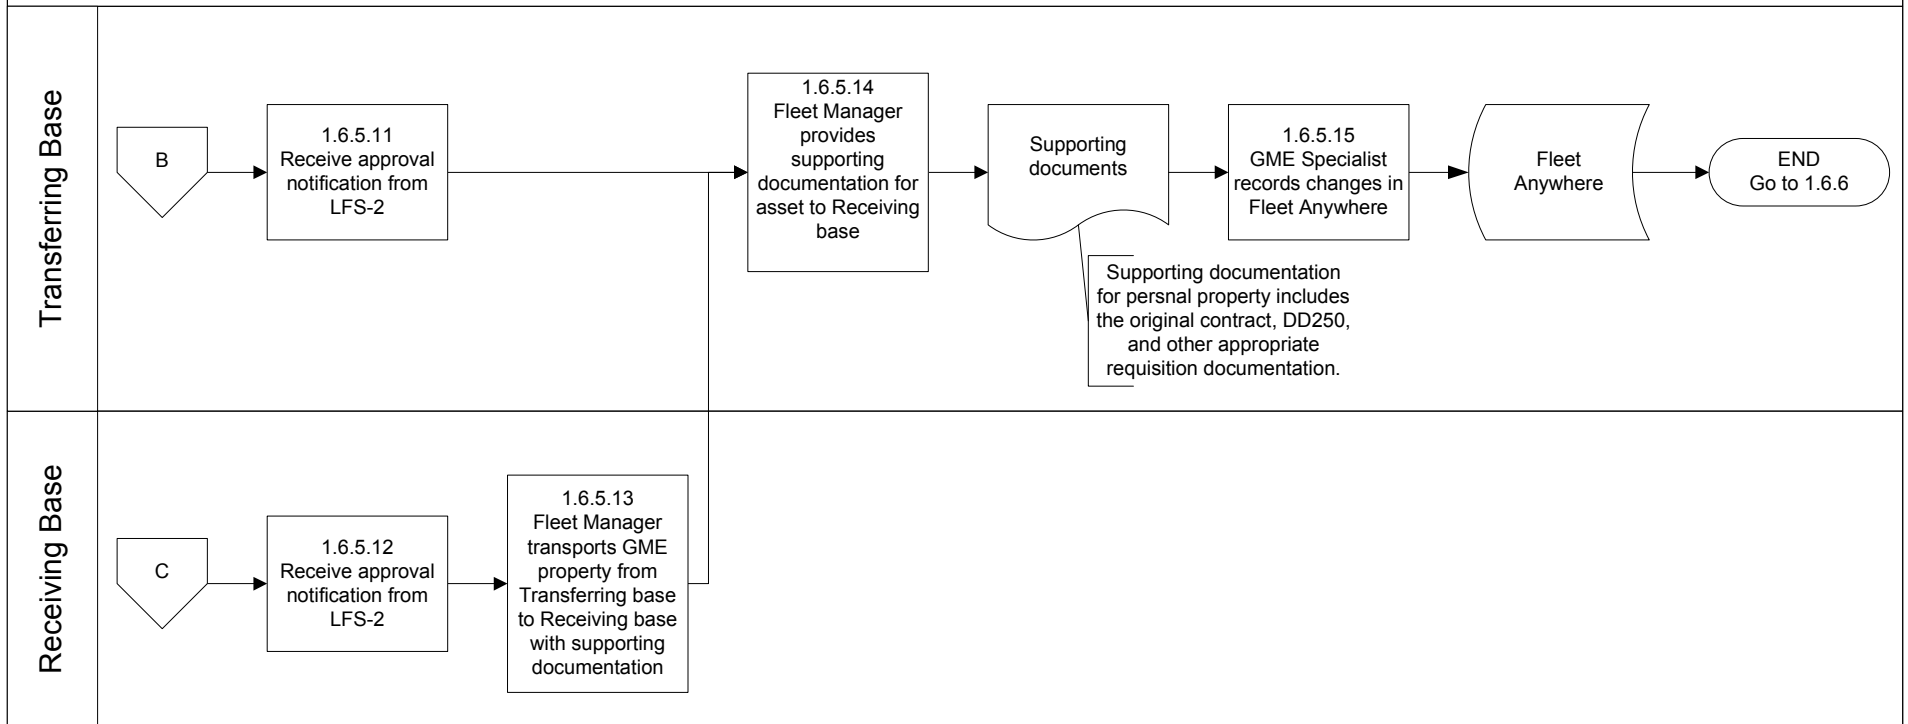 Transferring Base
B
1.6.5.11
Receive approval
notification from
LFS-2
1.6.5.14
Fleet Manager
provides
supporting
documentation for
asset to Receiving
base
Supporting
documents
1.6.5.15
GME Specialist
records changes in
Fleet Anywhere
Fleet
Anywhere
END
Go to 1.6.6
Supporting documentation
for persnal property includes
the original contract, DD250,
and other appropriate
requisition documentation.
Receiving Base
C
1.6.5.12
Receive approval
notification from
LFS-2
1.6.5.13
Fleet Manager
transports GME
property from
Transferring base
to Receiving base
with supporting
documentation